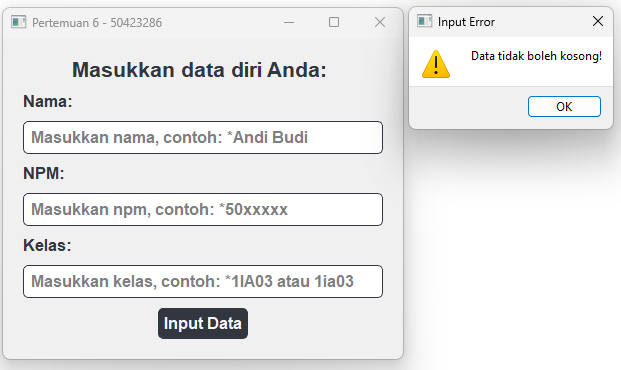 Pertemuan 6 - 50423286
Masukkan data diri Anda:
Nama:
Masukkan nama, contoh: *Andi Budi
NPM:
Masukkan npm, contoh: *50xxxxx
Kelas:
Masukkan kelas, contoh: *1IA03 atau 1ia03
Input Data
Input Error
Data tidak boleh kosong!
OK